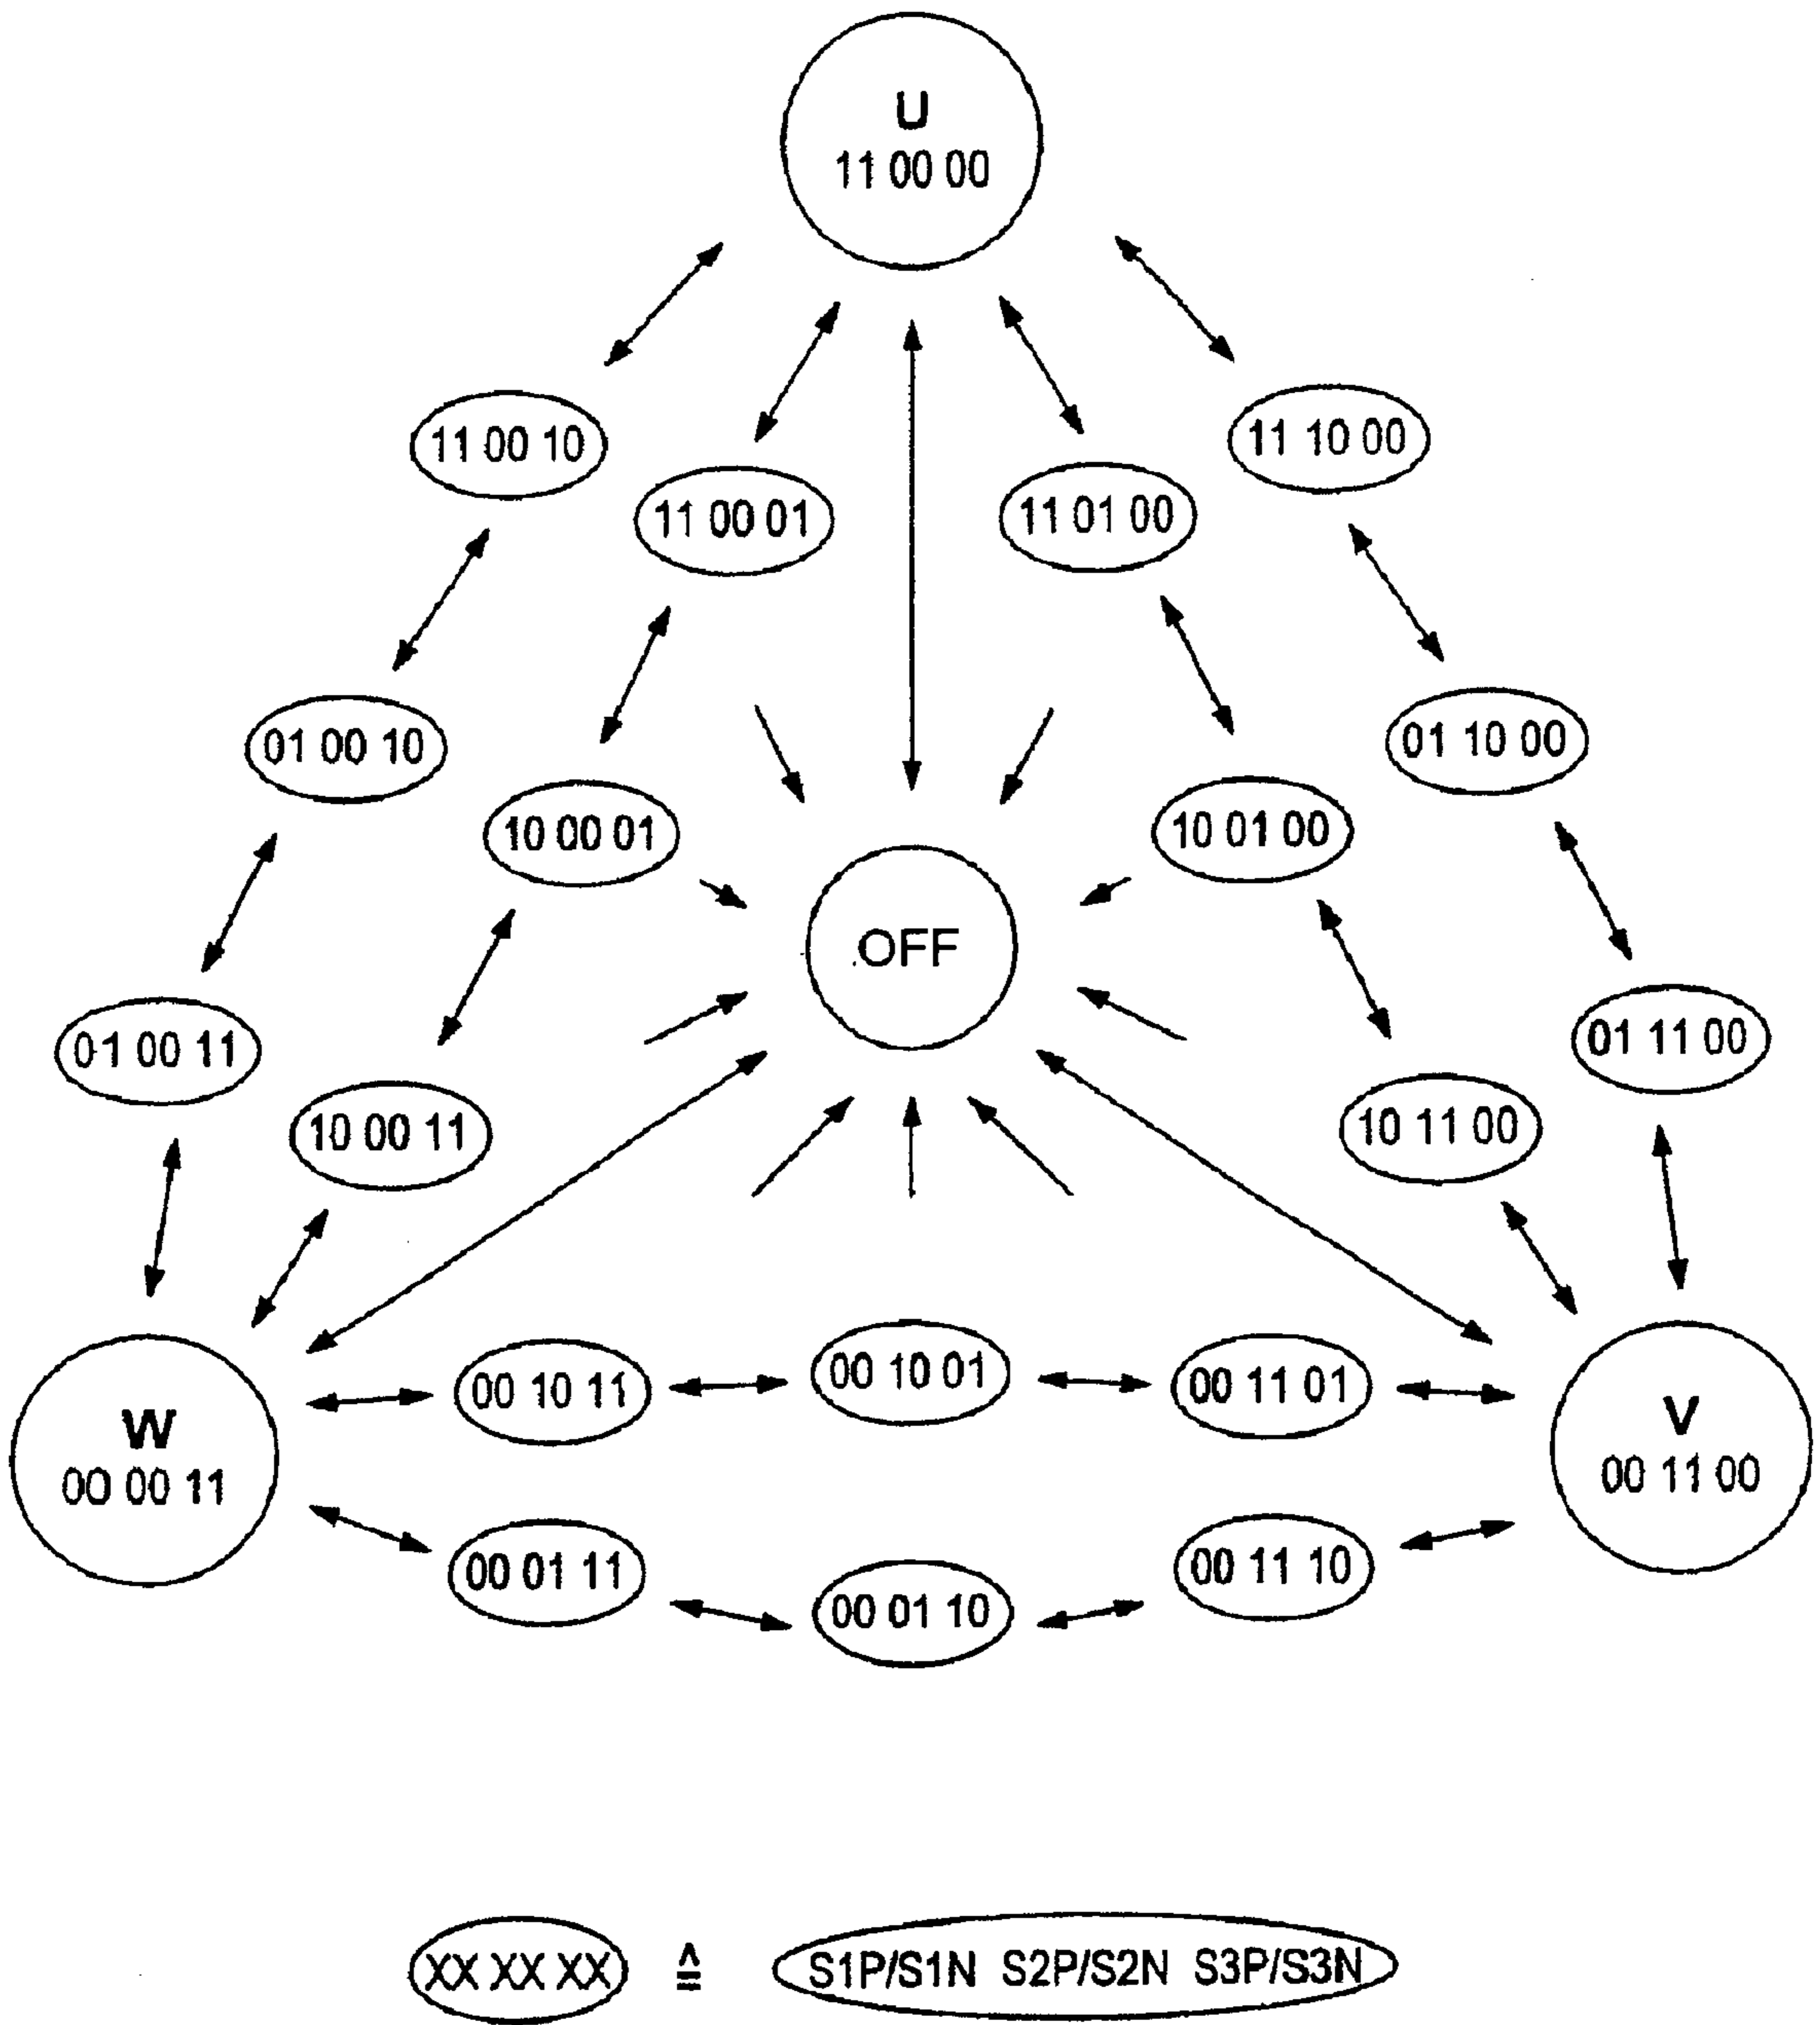 U
11 00 00
11 00 10
11 10 00
11 00 01
11 01 00
01 00 10
01 10 00
10 00 01
10 01 00
OFF
01 00 11
01 11 00
10 00 11
10 11 00
00 10 11
00 10 01
00 11 01
W
00 00 11
V
00 11 00
00 01 11
00 01 10
00 11 10
XX XX XX ≙ S1P/S1N S2P/S2N S3P/S3N